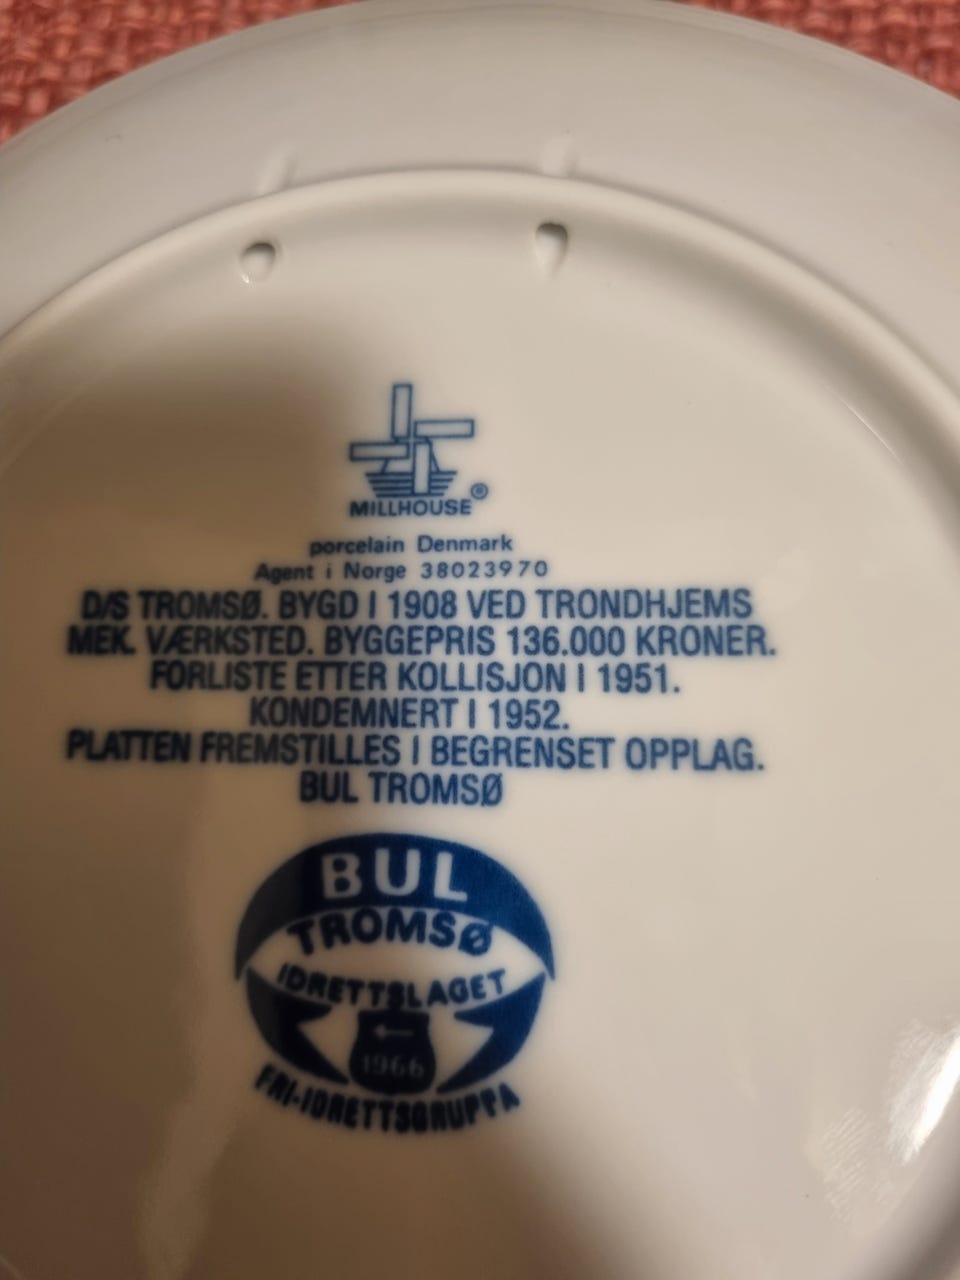 MILLHOUSE®
porcelain Denmark
Agent i Norge 38023970
D/S TROMSØ. BYGD I 1908 VED TRONDHJEMS
MEK. VÆRKSTED. BYGGEPRIS 136.000 KRONER.
FORLISTE ETTER KOLLISJON I 1951.
KONDEMNERT I 1952.
PLATTEN FREMSTILLES I BEGRENSET OPPLAG.
BUL TROMSØ
BUL
TROMSØ
IDRETTSLAGET
1966
FRI-IDRETTSGRUPPA